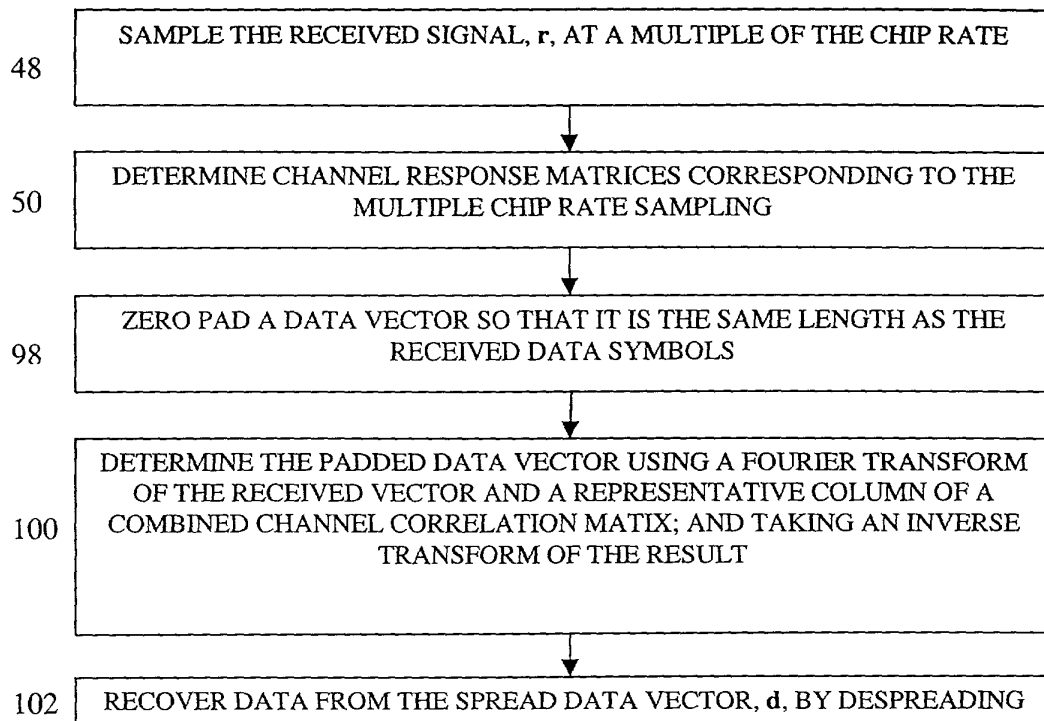 SAMPLE THE RECEIVED SIGNAL, r, AT A MULTIPLE OF THE CHIP RATE
48
DETERMINE CHANNEL RESPONSE MATRICES CORRESPONDING TO THE
MULTIPLE CHIP RATE SAMPLING
50
ZERO PAD A DATA VECTOR SO THAT IT IS THE SAME LENGTH AS THE
RECEIVED DATA SYMBOLS
98
DETERMINE THE PADDED DATA VECTOR USING A FOURIER TRANSFORM
OF THE RECEIVED VECTOR AND A REPRESENTATIVE COLUMN OF A
COMBINED CHANNEL CORRELATION MATIX; AND TAKING AN INVERSE
TRANSFORM OF THE RESULT
100
102 RECOVER DATA FROM THE SPREAD DATA VECTOR, d, BY DESPREADING